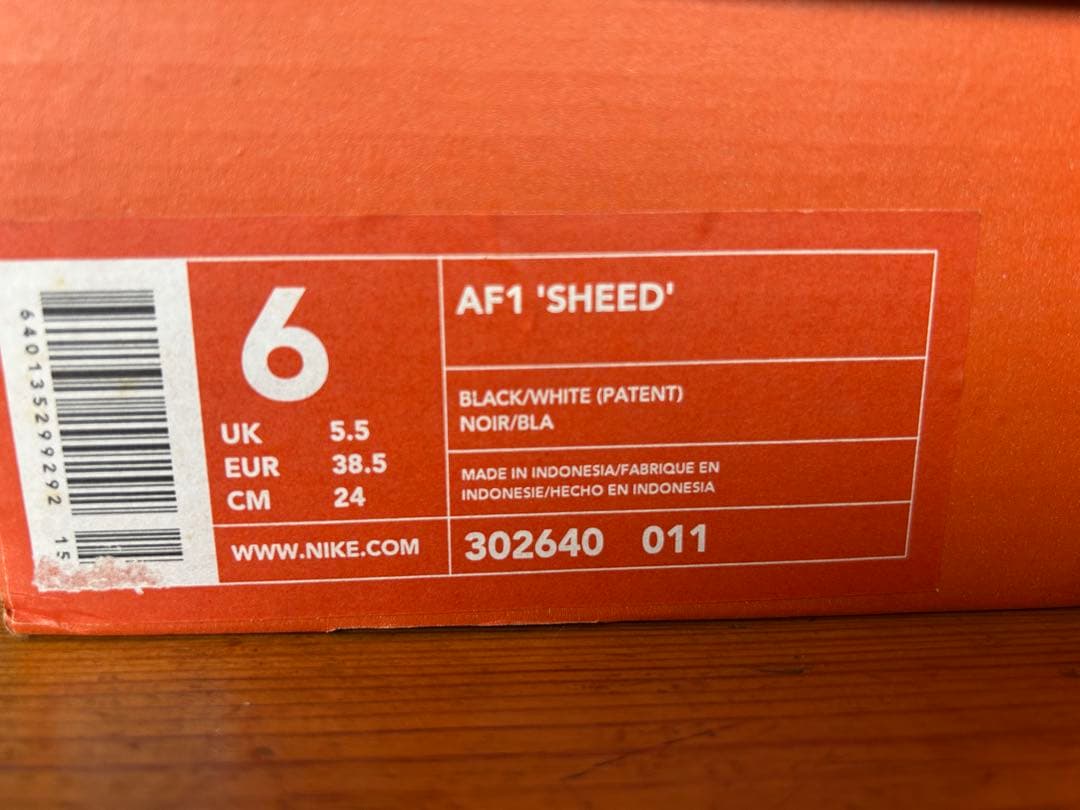 640135299292 15
6
UK 5.5
EUR 38.5
CM 24
WWW.NIKE.COM
AF1 'SHEED'
BLACK/WHITE (PATENT)
NOIR/BLA
MADE IN INDONESIA/FABRIQUE EN
INDONESIE/HECHO EN INDONESIA
302640 011